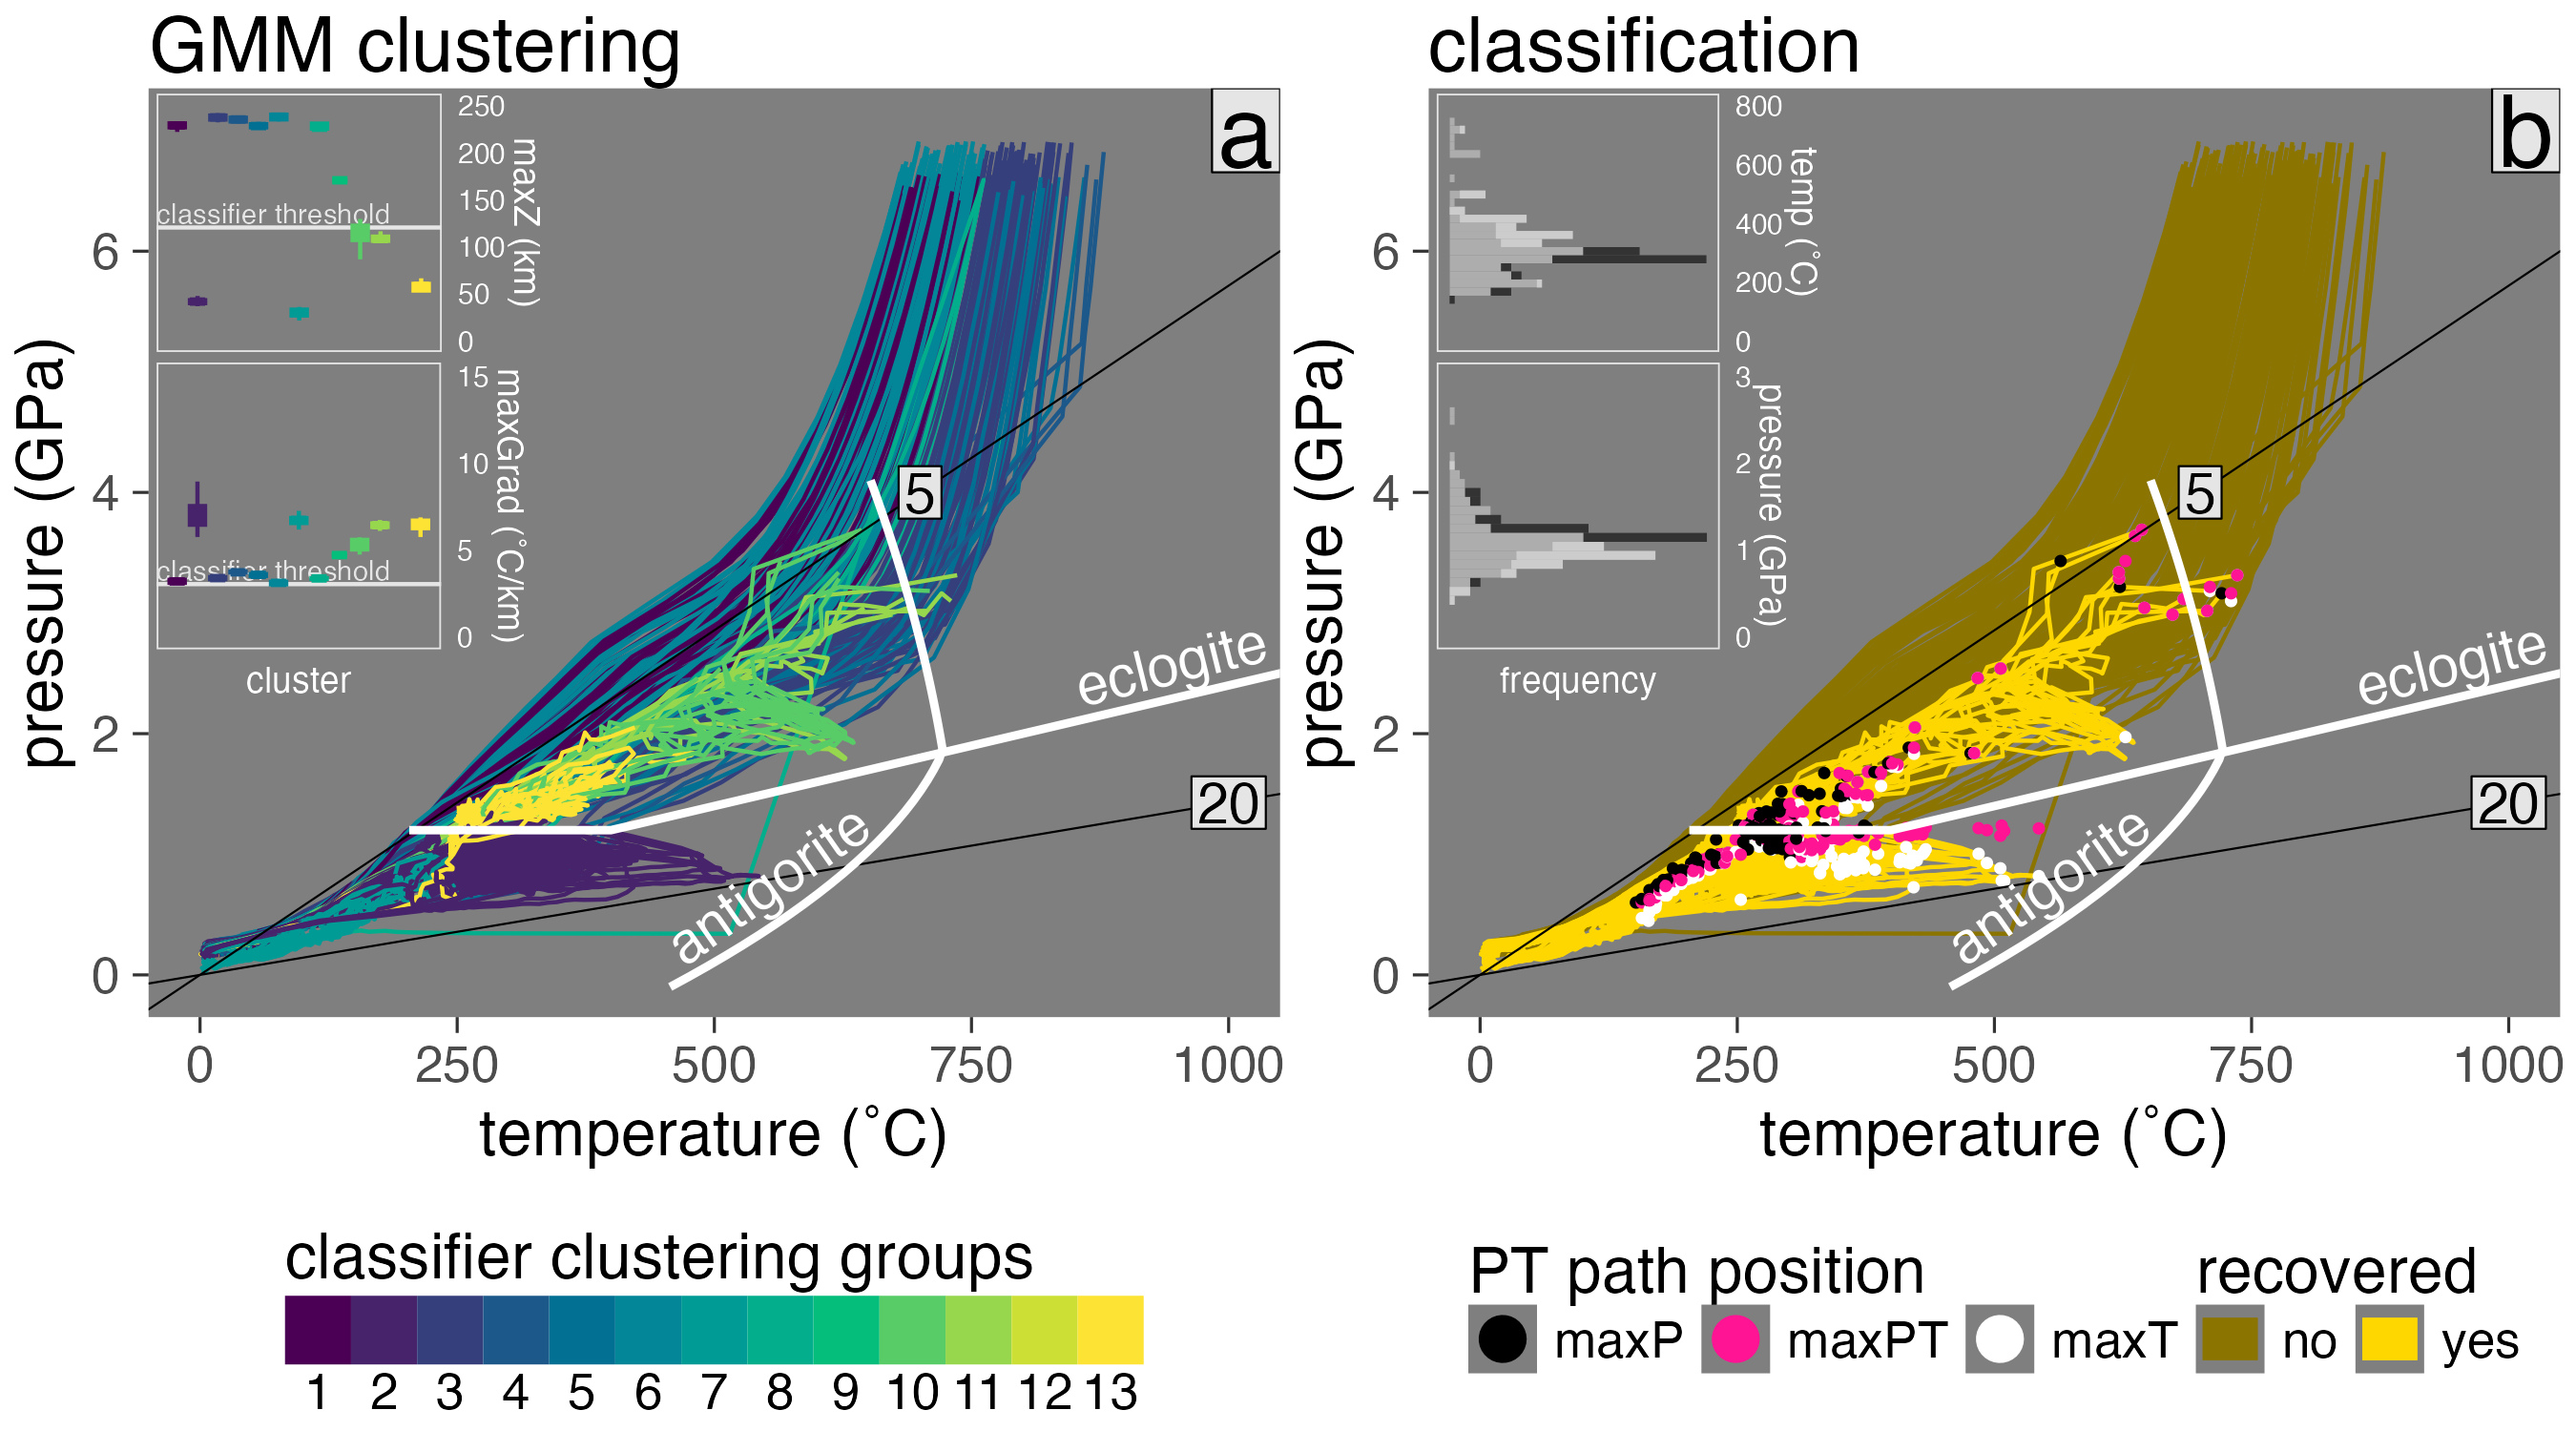 GMM clustering
a
250
200
150
100
50
0
maxZ (km)
classifier threshold
15
10
5
0
maxGrad (˚C/km)
classifier threshold
cluster
pressure (GPa)
6
4
2
0
5
eclogite
20
antigorite
0 250 500 750 1000
temperature (˚C)
classifier clustering groups
1 2 3 4 5 6 7 8 9 10 11 12 13
classification
b
800
600
400
200
0
temp (˚C)
3
2
1
0
pressure (GPa)
frequency
pressure (GPa)
6
4
2
0
5
eclogite
20
antigorite
0 250 500 750 1000
temperature (˚C)
PT path position
maxP maxPT maxT
recovered
no yes